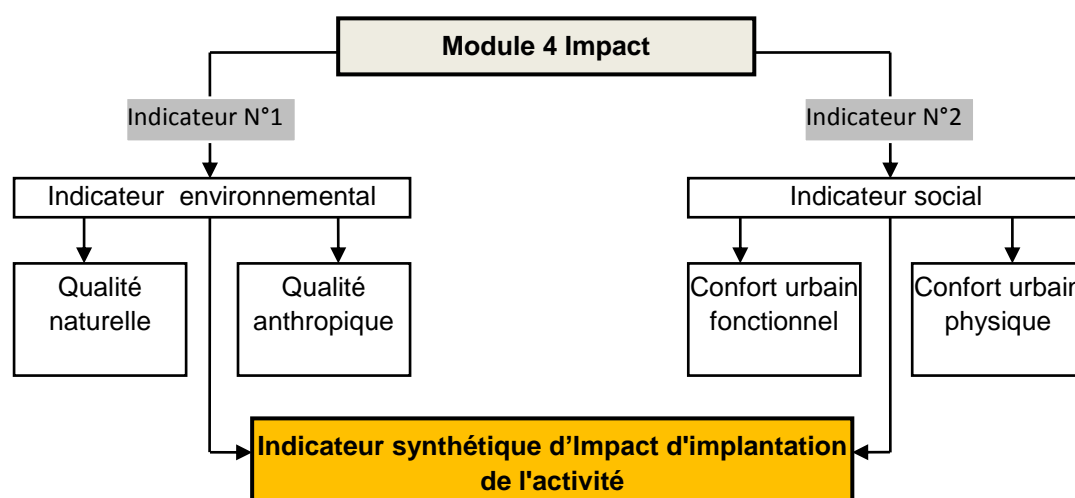 Module 4 Impact
Indicateur N°1
Indicateur N°2
Indicateur environnemental
Indicateur social
Qualité
naturelle
Qualité
anthropique
Confort urbain
fonctionnel
Confort urbain
physique
Indicateur synthétique d’Impact d'implantation
de l'activité